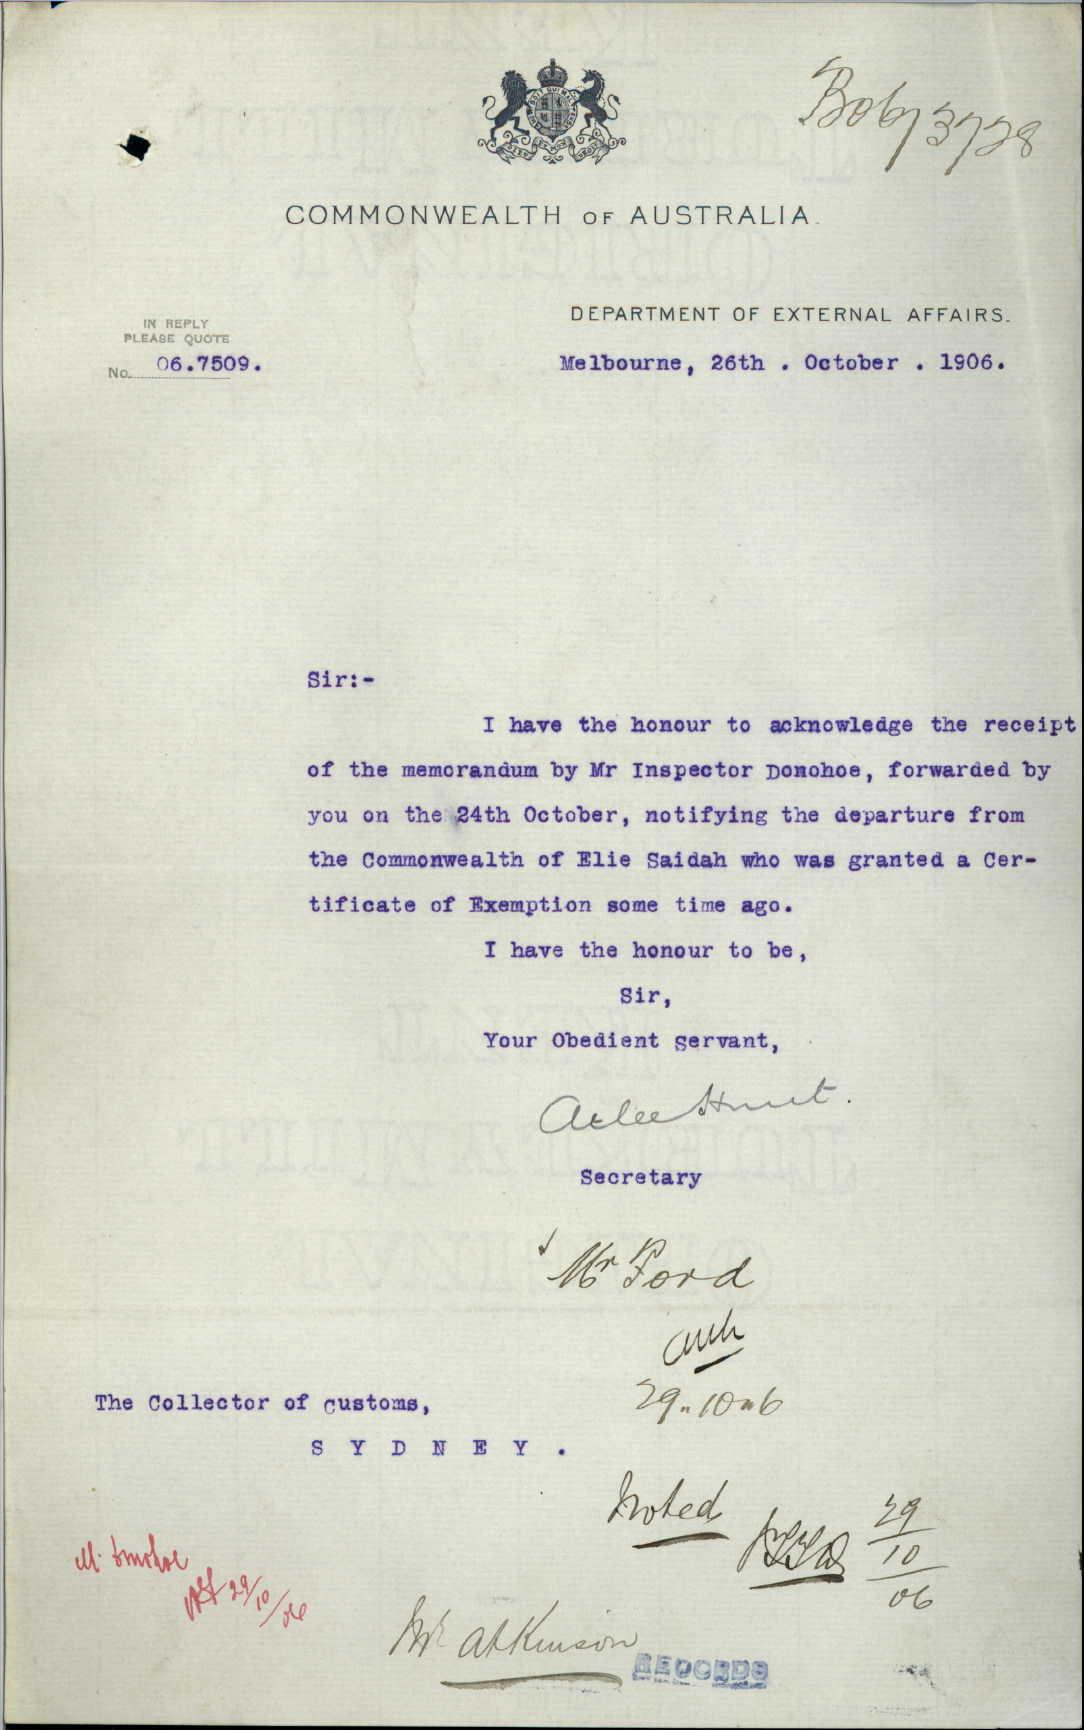 B06/3728
COMMONWEALTH OF AUSTRALIA.
DEPARTMENT OF EXTERNAL AFFAIRS.
IN REPLY
PLEASE QUOTE
No. 06.7509.
Melbourne, 26th . October . 1906.
Sir:-
I have the honour to acknowledge the receipt
of the memorandum by Mr Inspector Donohoe, forwarded by
you on the 24th October, notifying the departure from
the Commonwealth of Elie Saidah who was granted a Cer-
tificate of Exemption some time ago.
I have the honour to be,
Sir,
Your Obedient servant,
Atlee Hunt.
Secretary
Mr Ford
29.10.6
The Collector of customs,
S Y D N E Y .
Noted
29
10
06
Mr Donohoe
29/10/06
Mr Atkinson
RECORDS